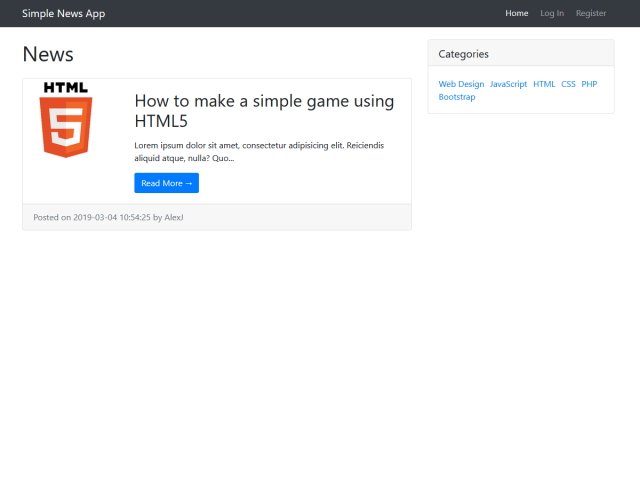 Simple News App
Home Log In Register
News
HTML
5
How to make a simple game using
HTML5
Lorem ipsum dolor sit amet, consectetur adipisicing elit. Reiciendis
aliquid atque, nulla? Quo...
Read More →
Posted on 2019-03-04 10:54:25 by AlexJ
Categories
Web Design JavaScript HTML CSS PHP
Bootstrap